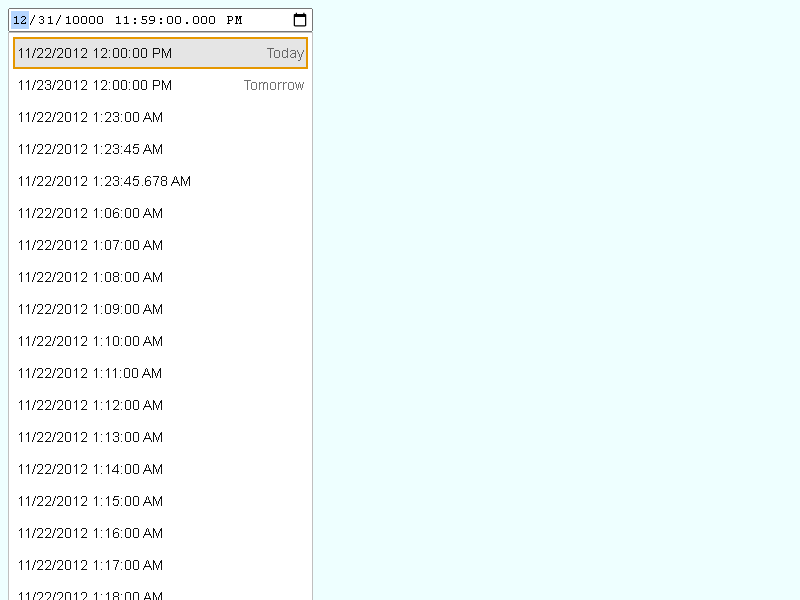 12/31/10000 11:59:00.000 PM
11/22/2012 12:00:00 PM Today
11/23/2012 12:00:00 PM Tomorrow
11/22/2012 1:23:00 AM
11/22/2012 1:23:45 AM
11/22/2012 1:23:45.678 AM
11/22/2012 1:06:00 AM
11/22/2012 1:07:00 AM
11/22/2012 1:08:00 AM
11/22/2012 1:09:00 AM
11/22/2012 1:10:00 AM
11/22/2012 1:11:00 AM
11/22/2012 1:12:00 AM
11/22/2012 1:13:00 AM
11/22/2012 1:14:00 AM
11/22/2012 1:15:00 AM
11/22/2012 1:16:00 AM
11/22/2012 1:17:00 AM
11/22/2012 1:18:00 AM